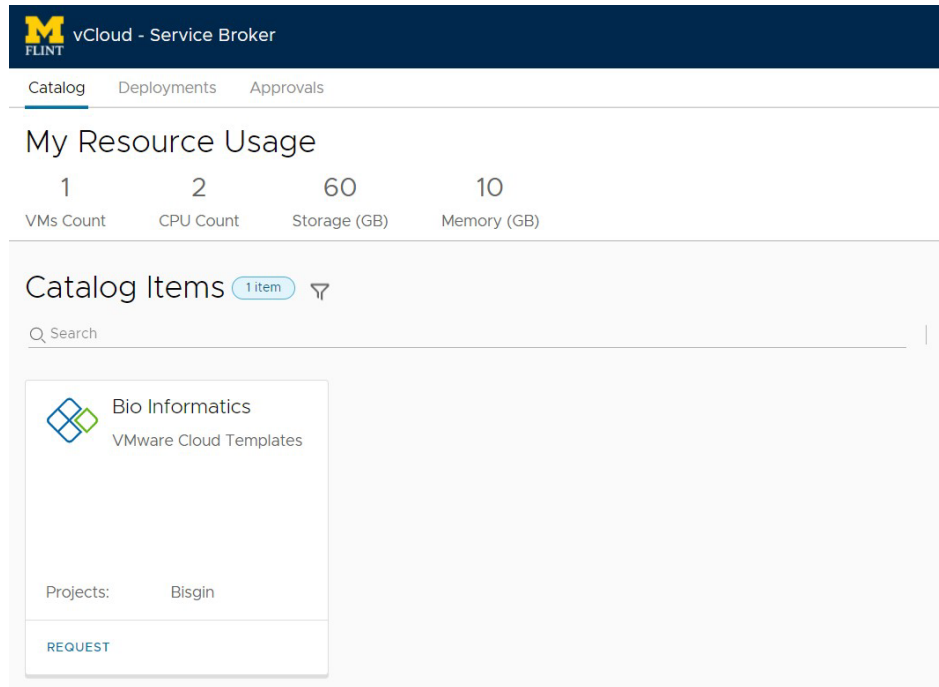 M
FLINT
vCloud - Service Broker
Catalog Deployments Approvals
My Resource Usage
1 2 60 10
VMs Count CPU Count Storage (GB) Memory (GB)
Catalog Items 1 item
Search
Bio Informatics
VMware Cloud Templates
Projects: Bisgin
REQUEST